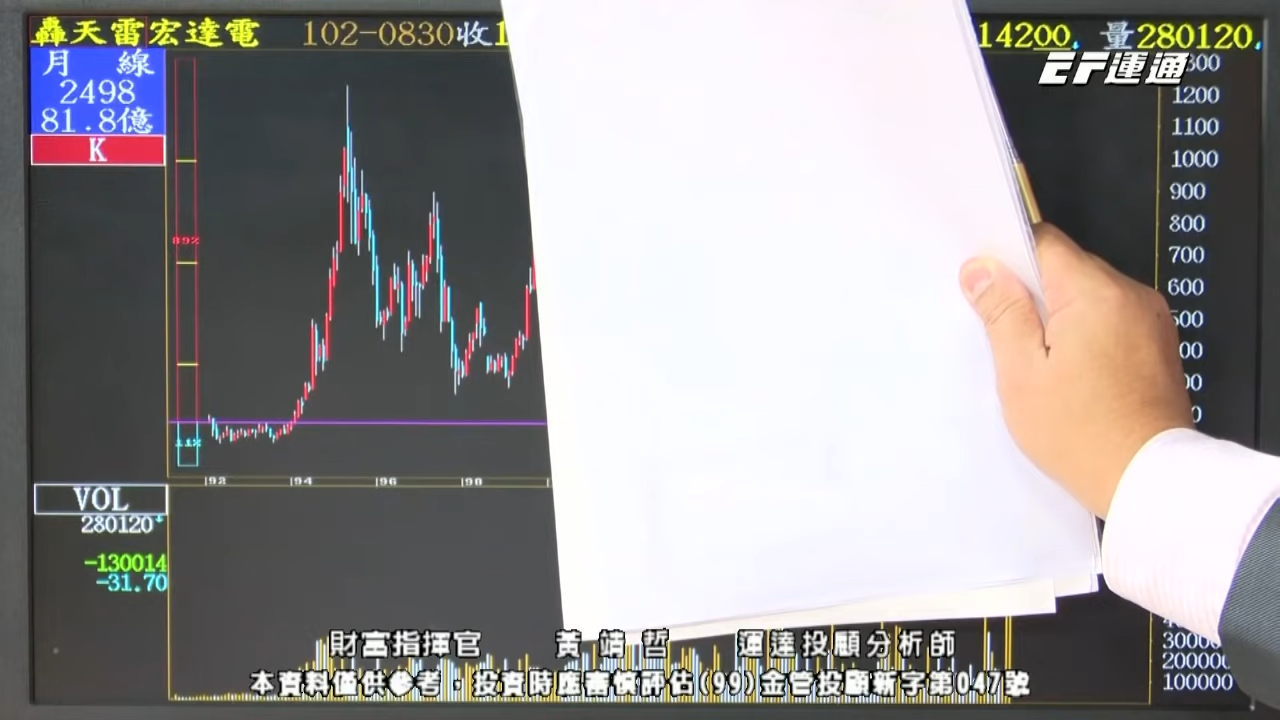 轟天雷宏達電 102-0830收1 14200 量280120
EF運通
月 線
2498
81.8億
K
89%
11%
1200
1100
1000
900
800
700
600
|92 |94 |96 |98
VOL
280120
-130014
-31.70
30000
200000
100000
財富指揮官 黃靖哲 運達投顧分析師
本資料僅供參考,投資時應審慎評估(99)金管投顧新字第047號